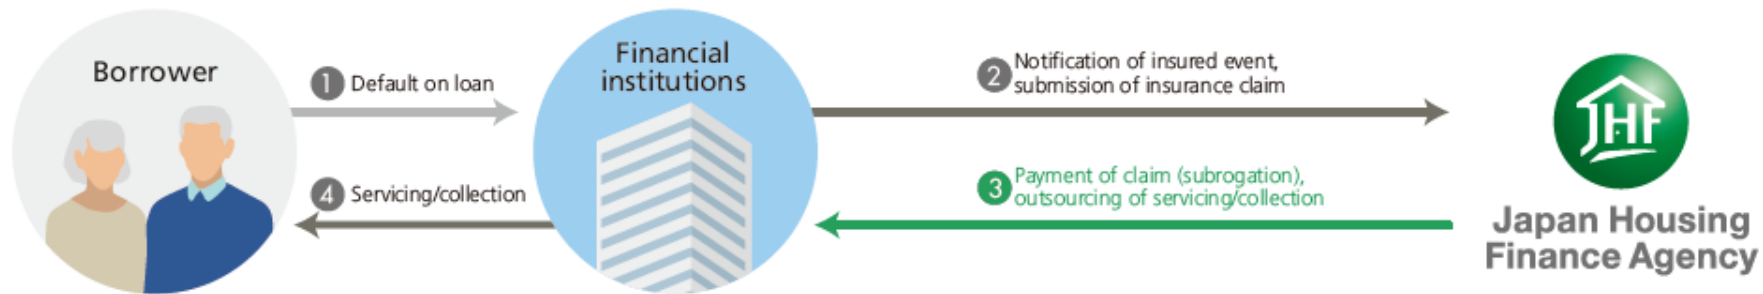 Borrower
1 Default on loan
4 Servicing/collection
Financial
institutions
2 Notification of insured event,
submission of insurance claim
3 Payment of claim (subrogation),
outsourcing of servicing/collection
JHF
Japan Housing
Finance Agency